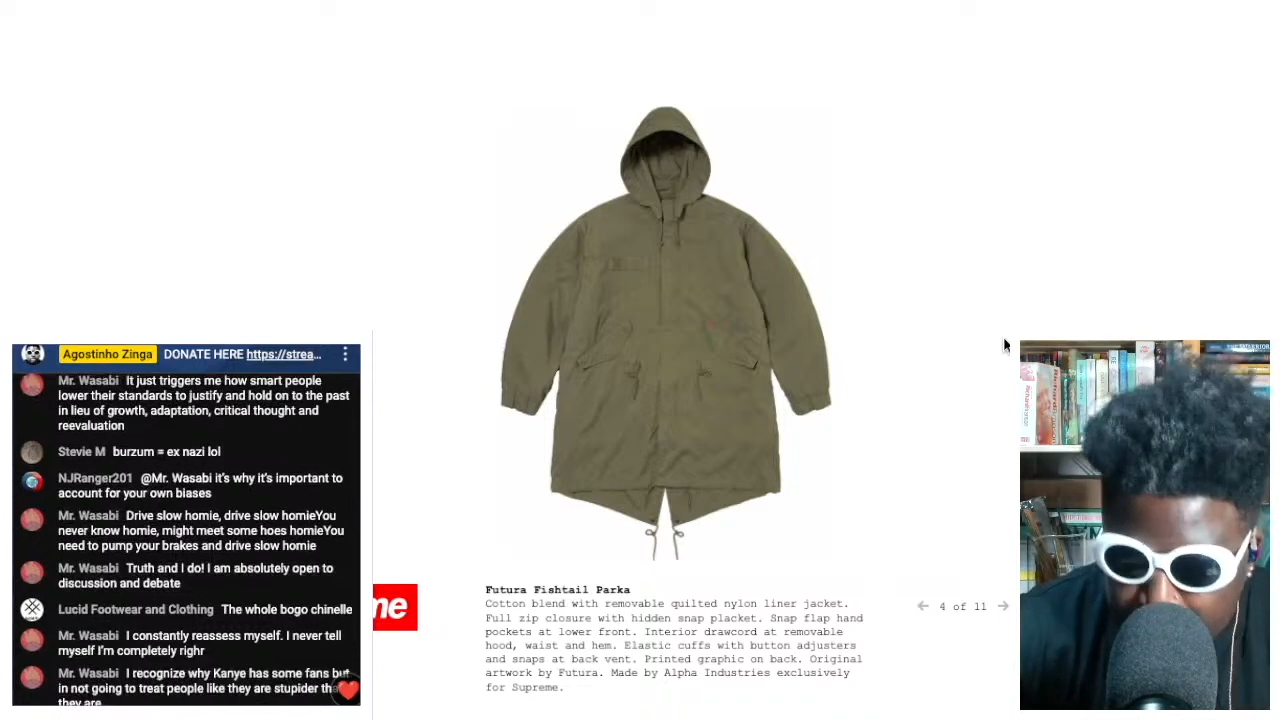 Agostinho Zinga DONATE HERE https://strea...
Mr. Wasabi It just triggers me how smart people
lower their standards to justify and hold on to the past
in lieu of growth, adaptation, critical thought and
reevaluation
Stevie M burzum = ex nazi lol
NJRanger201 @Mr. Wasabi it's why it's important to
account for your own biases
Mr. Wasabi Drive slow homie, drive slow homieYou
never know homie, might meet some hoes homieYou
need to pump your brakes and drive slow homie
Mr. Wasabi Truth and I do! I am absolutely open to
discussion and debate
Lucid Footwear and Clothing The whole bogo chinelle
Mr. Wasabi I constantly reassess myself. I never tell
myself I'm completely righr
Mr. Wasabi I recognize why Kanye has some fans but
in not going to treat people like they are stupider
they are
me
Futura Fishtail Parka
Cotton blend with removable quilted nylon liner jacket.
Full zip closure with hidden snap placket. Snap flap hand
pockets at lower front. Interior drawcord at removable
hood, waist and hem. Elastic cuffs with button adjusters
and snaps at back vent. Printed graphic on back. Original
artwork by Futura. Made by Alpha Industries exclusively
for Supreme.
4 of 11